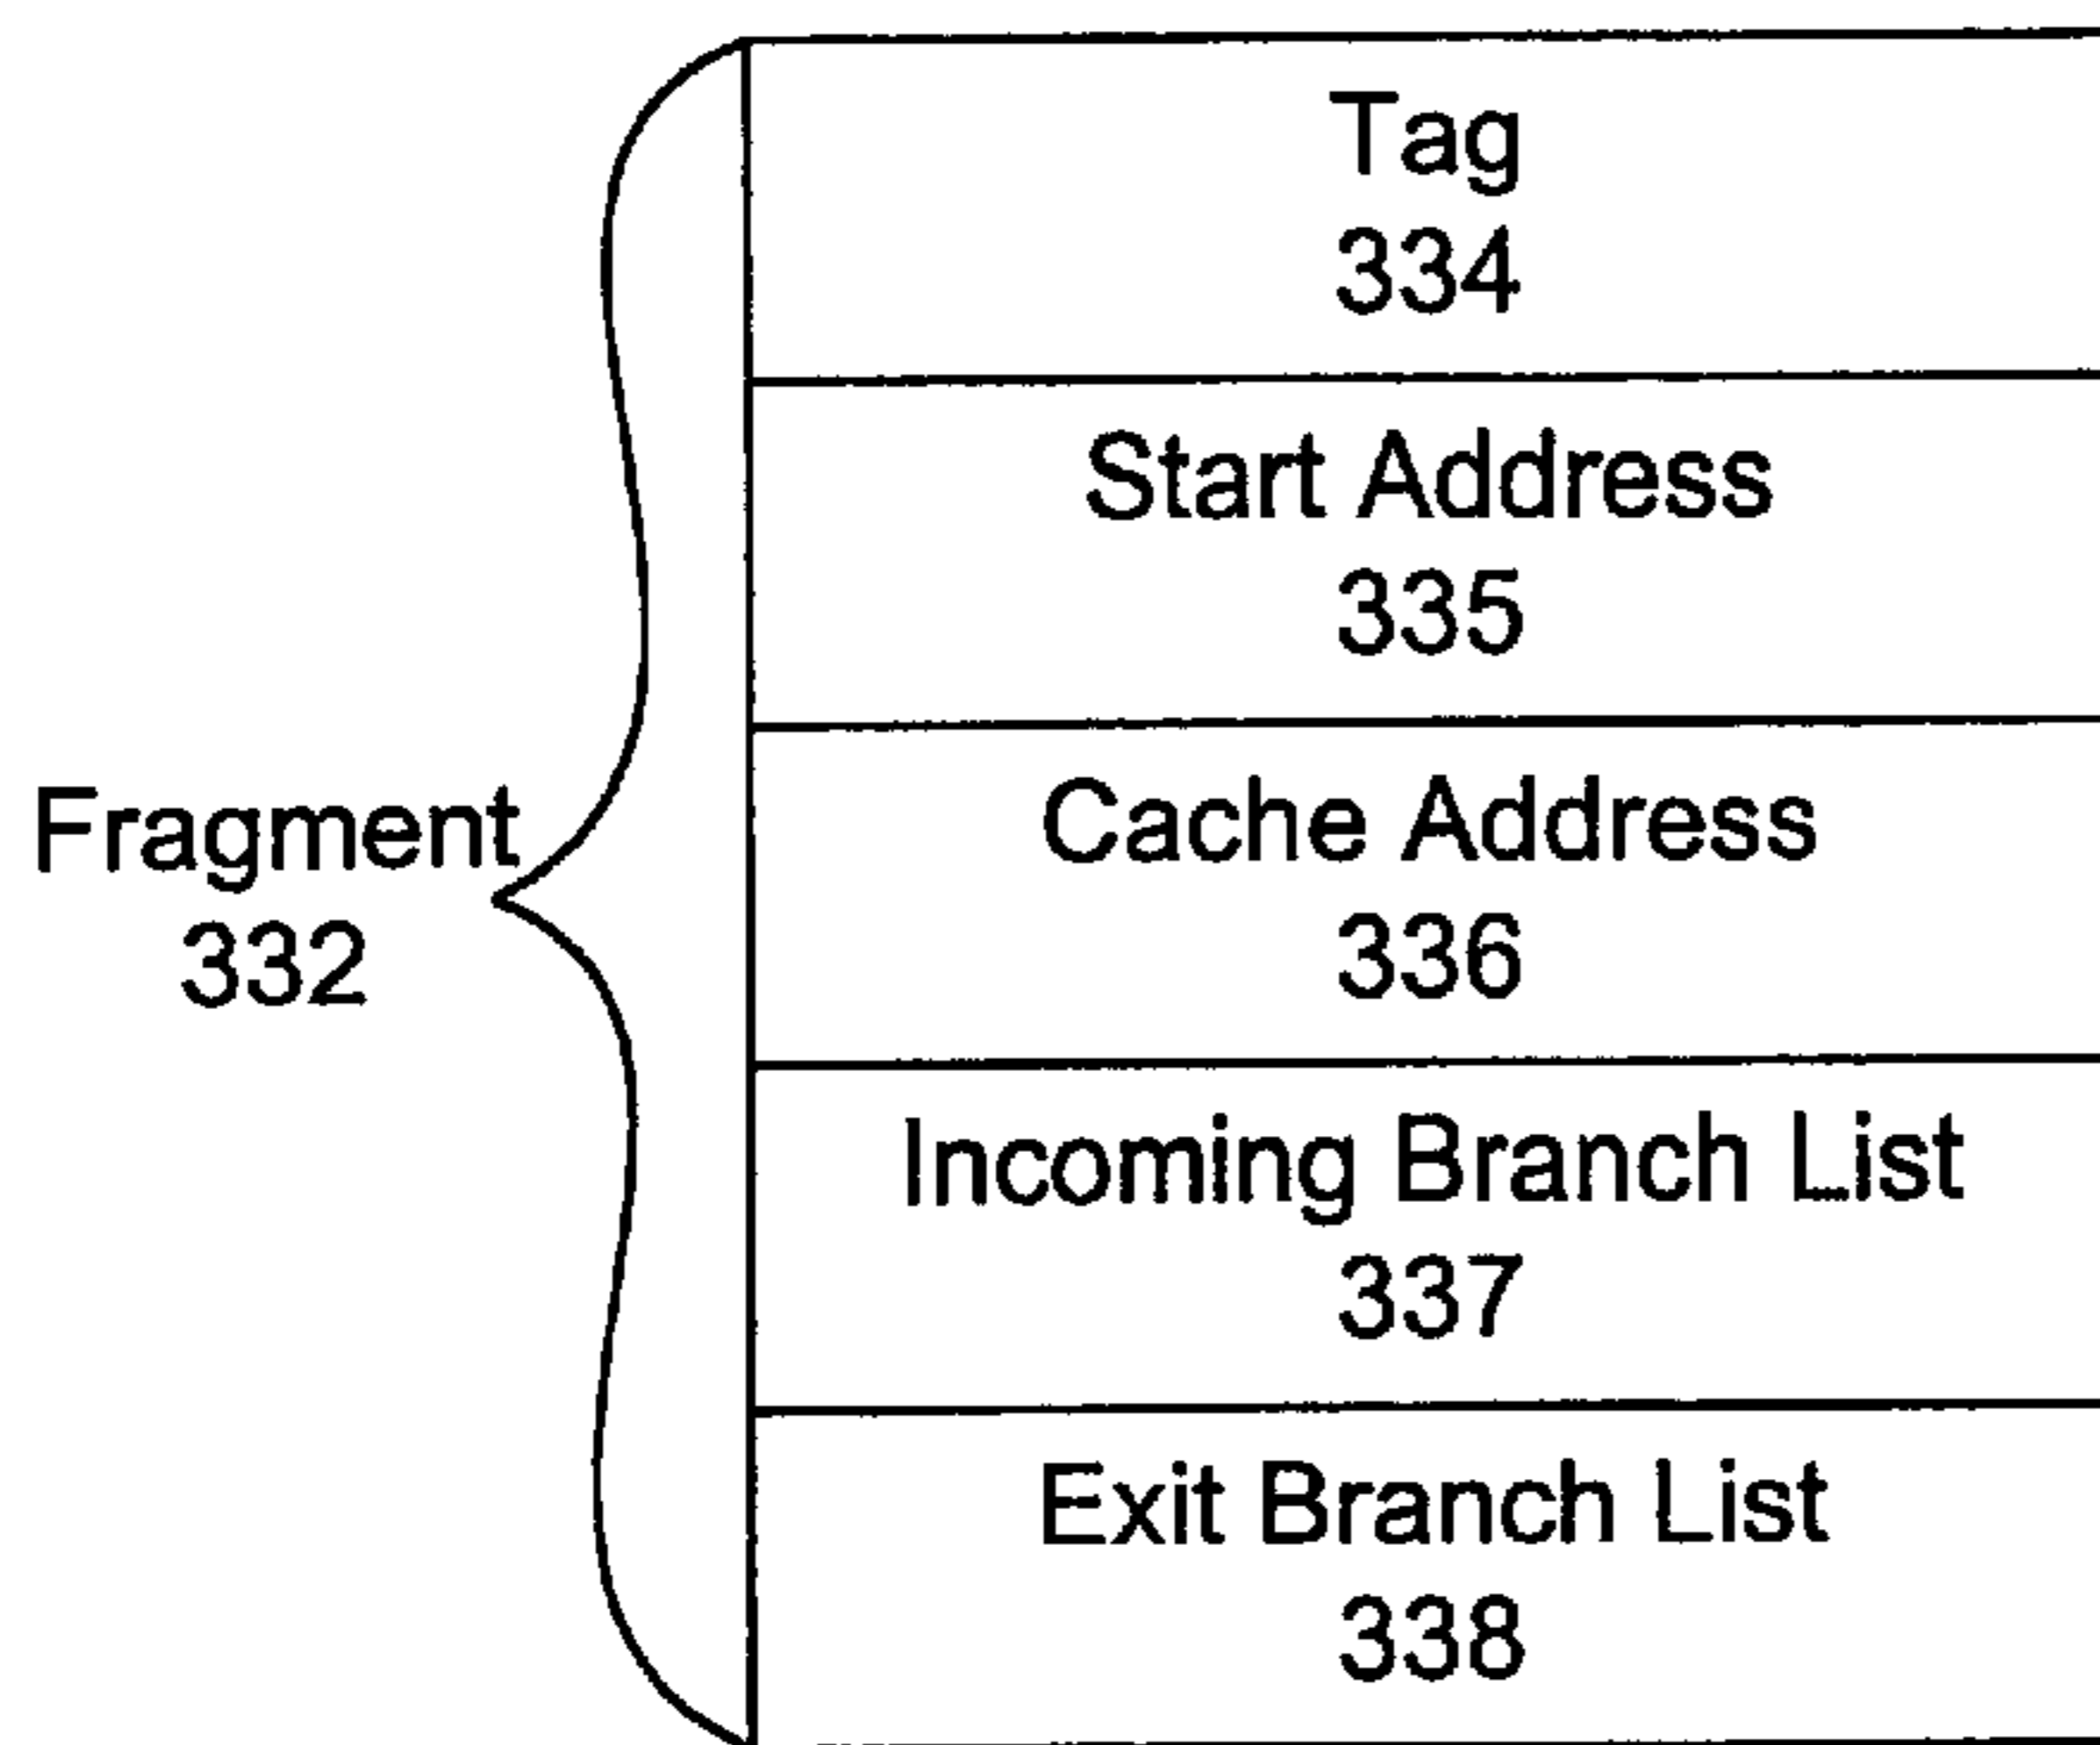 Fragment
332
Tag
334
Start Address
335
Cache Address
336
Incoming Branch List
337
Exit Branch List
338